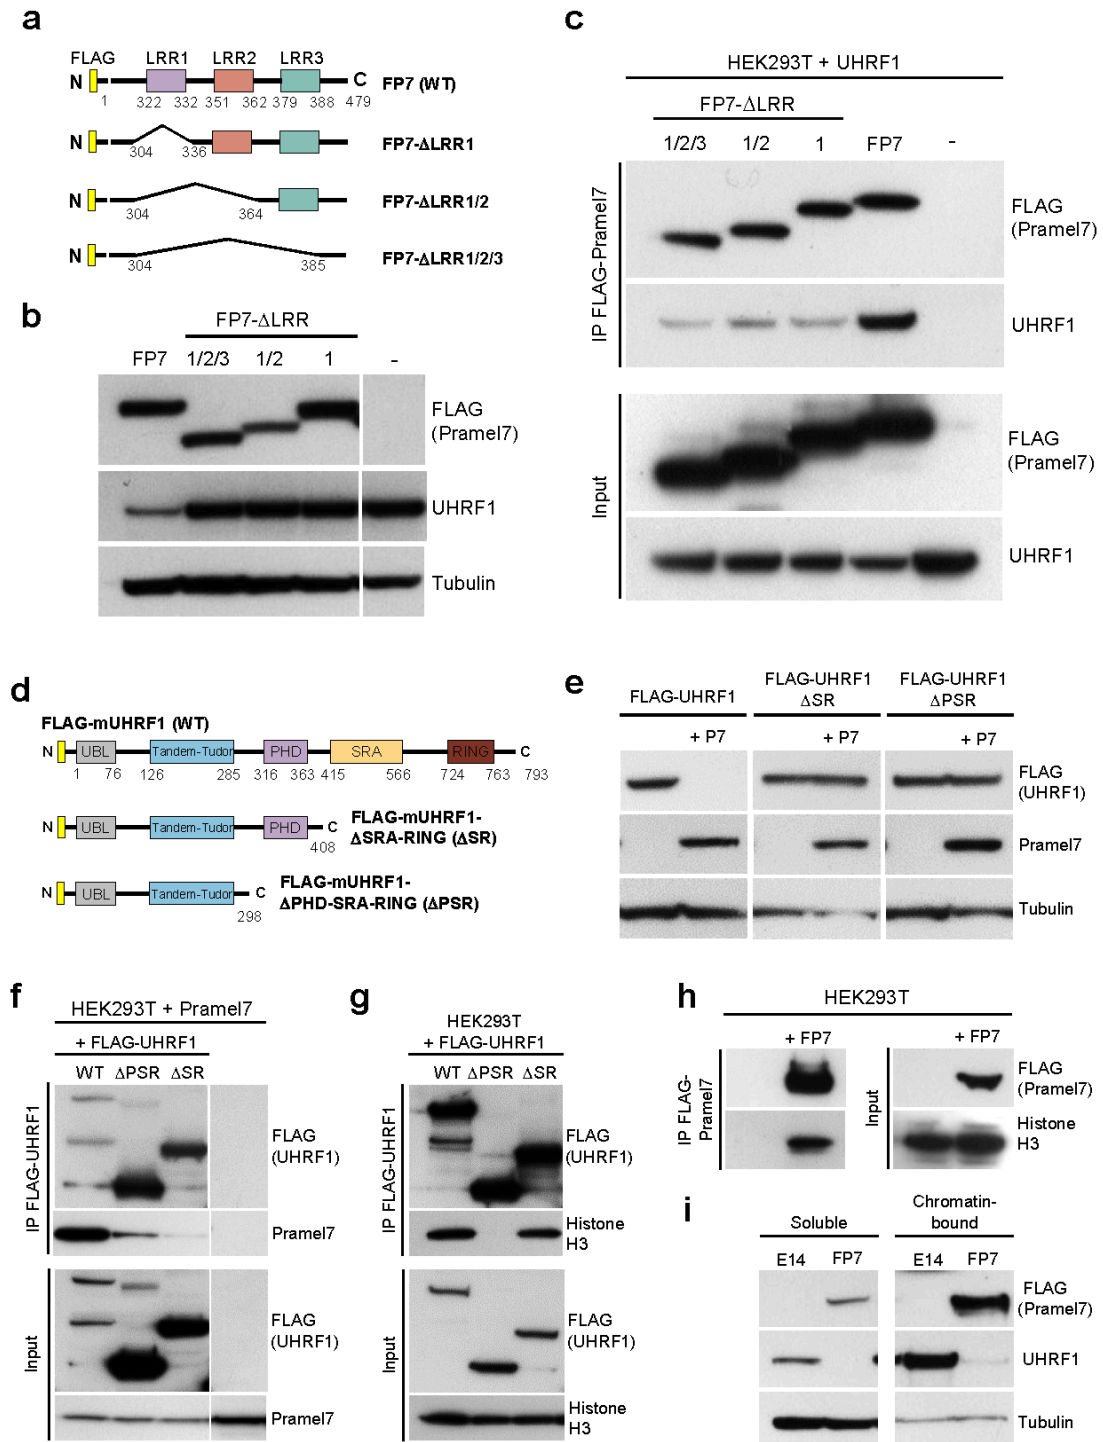 a
FLAG LRR1 LRR2 LRR3
N C FP7 (WT)
1 322 332 351 362 379 388 479
N FP7-ΔLRR1
304 336
N FP7-ΔLRR1/2
304 364
N FP7-ΔLRR1/2/3
304 385
b
FP7-ΔLRR
FP7 1/2/3 1/2 1 -
FLAG
(Pramel7)
UHRF1
Tubulin
c
HEK293T + UHRF1
FP7-ΔLRR
1/2/3 1/2 1 FP7 -
IP FLAG-Pramel7
FLAG
(Pramel7)
UHRF1
Input
FLAG
(Pramel7)
UHRF1
d
FLAG-mUHRF1 (WT)
N UBL Tandem-Tudor PHD SRA RING C
1 76 126 285 316 363 415 566 724 763 793
N UBL Tandem-Tudor PHD C
408
FLAG-mUHRF1-
ΔSRA-RING (ΔSR)
N UBL Tandem-Tudor C
298
FLAG-mUHRF1-
ΔPHD-SRA-RING (ΔPSR)
e
FLAG-UHRF1
FLAG-UHRF1
ΔSR
FLAG-UHRF1
ΔPSR
+ P7 + P7 + P7
FLAG
(UHRF1)
Pramel7
Tubulin
f
HEK293T + Pramel7
+ FLAG-UHRF1
WT ΔPSR ΔSR
IP FLAG-UHRF1
FLAG
(UHRF1)
Pramel7
Input
FLAG
(UHRF1)
Pramel7
g
HEK293T
+ FLAG-UHRF1
WT ΔPSR ΔSR
IP FLAG-UHRF1
FLAG
(UHRF1)
Histone
H3
Input
FLAG
(UHRF1)
Histone
H3
h
HEK293T
+ FP7 + FP7
IP FLAG-
Pramel7
Input
FLAG
(Pramel7)
Histone
H3
i
Soluble
Chromatin-
bound
E14 FP7 E14 FP7
FLAG
(Pramel7)
UHRF1
Tubulin